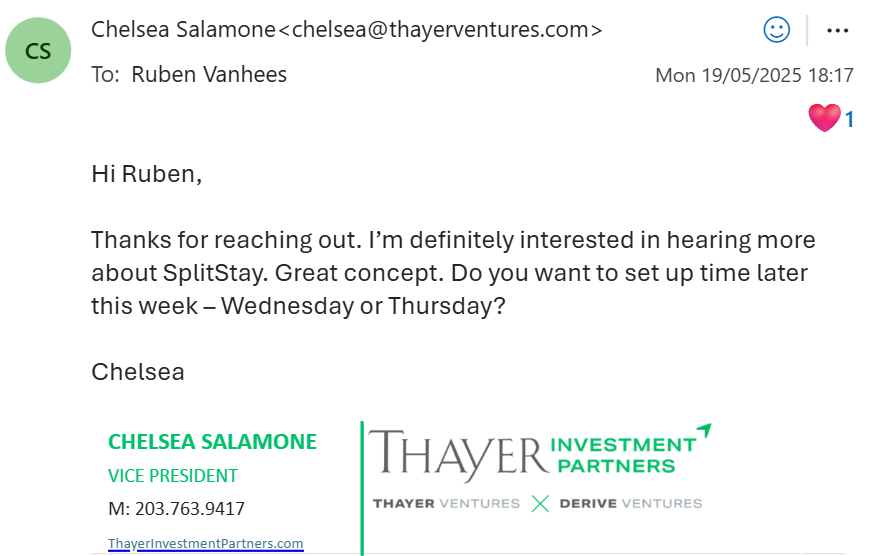 CS
Chelsea Salamone<chelsea@thayerventures.com>
To: Ruben Vanhees
Mon 19/05/2025 18:17
1
Hi Ruben,
Thanks for reaching out. I’m definitely interested in hearing more
about SplitStay. Great concept. Do you want to set up time later
this week – Wednesday or Thursday?
Chelsea
CHELSEA SALAMONE
VICE PRESIDENT
M: 203.763.9417
ThayerInvestmentPartners.com
THAYER INVESTMENT
PARTNERS
THAYER VENTURES DERIVE VENTURES